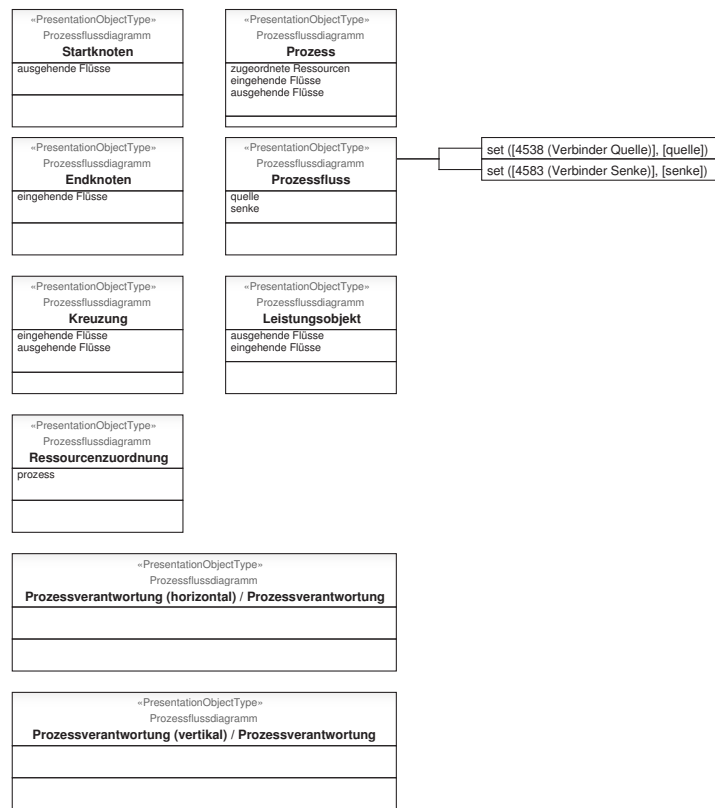 «PresentationObjectType»
Prozessflussdiagramm
Startknoten
ausgehende Flüsse
«PresentationObjectType»
Prozessflussdiagramm
Prozess
zugeordnete Ressourcen
eingehende Flüsse
ausgehende Flüsse
«PresentationObjectType»
Prozessflussdiagramm
Endknoten
eingehende Flüsse
«PresentationObjectType»
Prozessflussdiagramm
Prozessfluss
quelle
senke
set ([4538 (Verbinder Quelle)], [quelle])
set ([4583 (Verbinder Senke)], [senke])
«PresentationObjectType»
Prozessflussdiagramm
Kreuzung
eingehende Flüsse
ausgehende Flüsse
«PresentationObjectType»
Prozessflussdiagramm
Leistungsobjekt
ausgehende Flüsse
eingehende Flüsse
«PresentationObjectType»
Prozessflussdiagramm
Ressourcenzuordnung
prozess
«PresentationObjectType»
Prozessflussdiagramm
Prozessverantwortung (horizontal) / Prozessverantwortung
«PresentationObjectType»
Prozessflussdiagramm
Prozessverantwortung (vertikal) / Prozessverantwortung